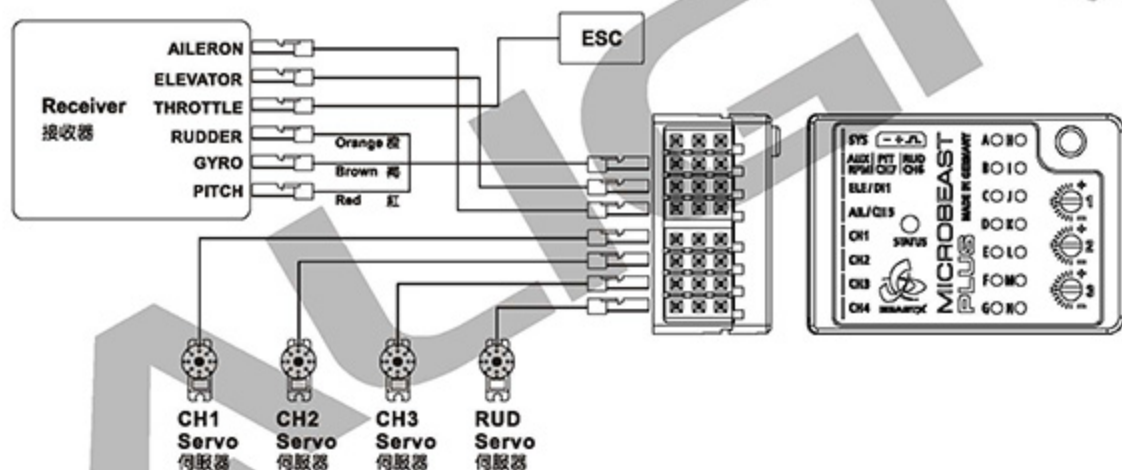 AILERON
ELEVATOR
THROTTLE
RUDDER
GYRO
PITCH
Receiver
接收器
Orange 橙
Brown 褐
Red 紅
ESC
SYS
AUX PIT RUD
RPM CH7 CH6
ELE/DI1
AIL/CH5
CH1
CH2
CH3
CH4
STATUS
BEASTX
MICROBEAST
PLUS
MADE IN GERMANY
A H
B I
C J
D K
E L
F M
G N
1
2
3
CH1
Servo
伺服器
CH2
Servo
伺服器
CH3
Servo
伺服器
RUD
Servo
伺服器